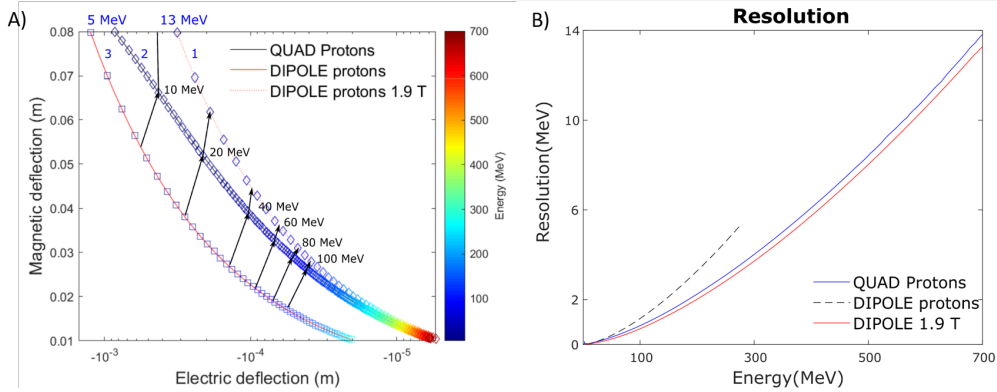 A)
5 MeV
13 MeV
0.08
0.07
0.06
0.05
0.04
0.03
0.02
0.01
Magnetic deflection (m)
3
2
1
QUAD Protons
DIPOLE protons
DIPOLE protons 1.9 T
10 MeV
20 MeV
40 MeV
60 MeV
80 MeV
100 MeV
-10⁻³
-10⁻⁴
-10⁻⁵
Electric deflection (m)
700
600
500
400
300
200
100
Energy (MeV)
B)
Resolution
14
10
6
2
0
Resolution(MeV)
QUAD Protons
DIPOLE protons
DIPOLE 1.9 T
100
300
500
700
Energy(MeV)